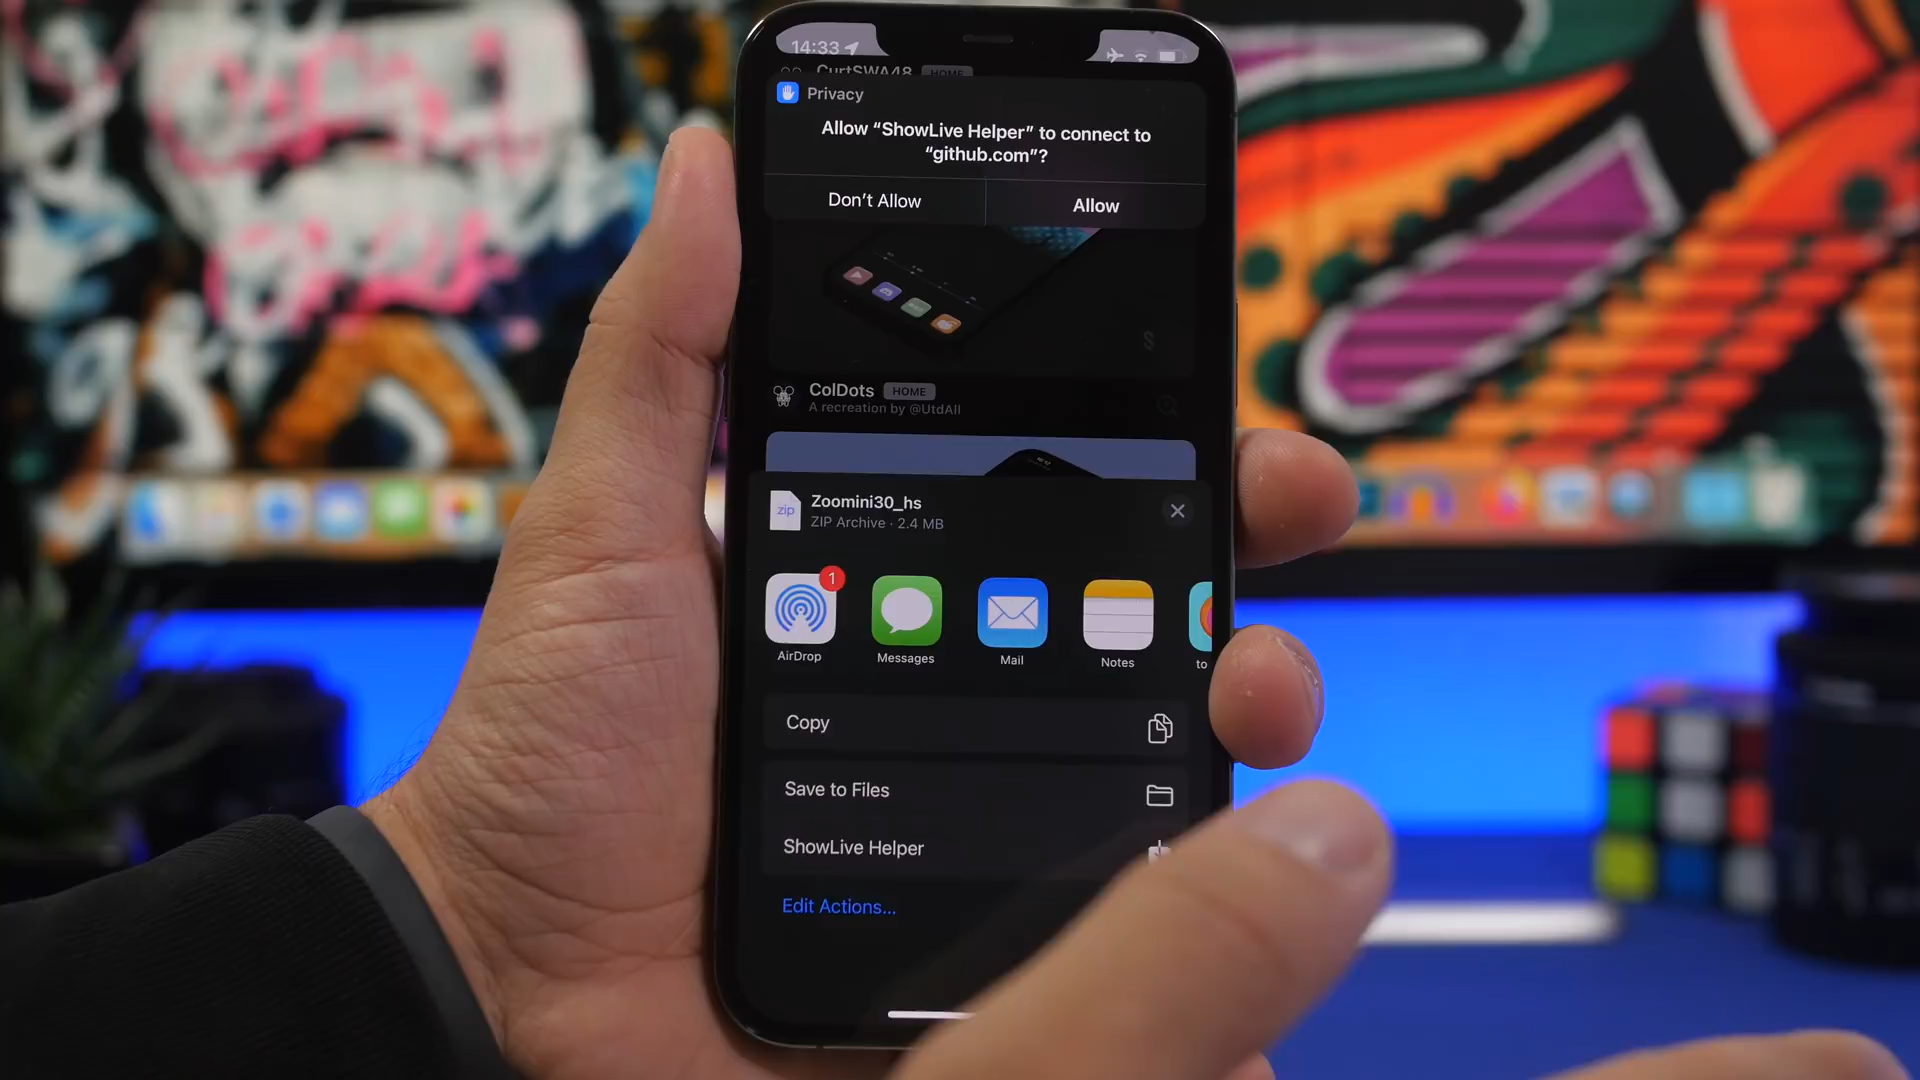 14:33
CurtSWA48 HOME
Privacy
Allow “ShowLive Helper” to connect to
“github.com”?
Don’t Allow
Allow
ColDots HOME
A recreation by @UtdAll
zip
Zoomini30_hs
ZIP Archive · 2.4 MB
1
AirDrop
Messages
Mail
Notes
to
Copy
Save to Files
ShowLive Helper
Edit Actions...